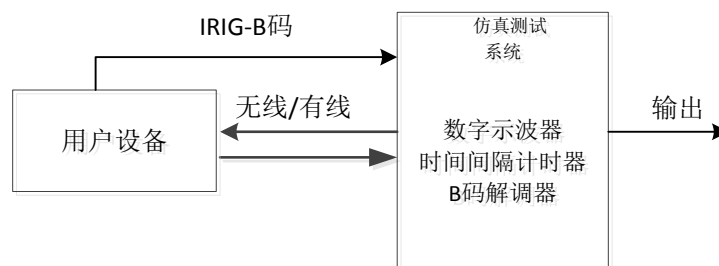 IRIG-B码
仿真测试
系统
无线/有线
输出
用户设备
数字示波器
时间间隔计时器
B码解调器